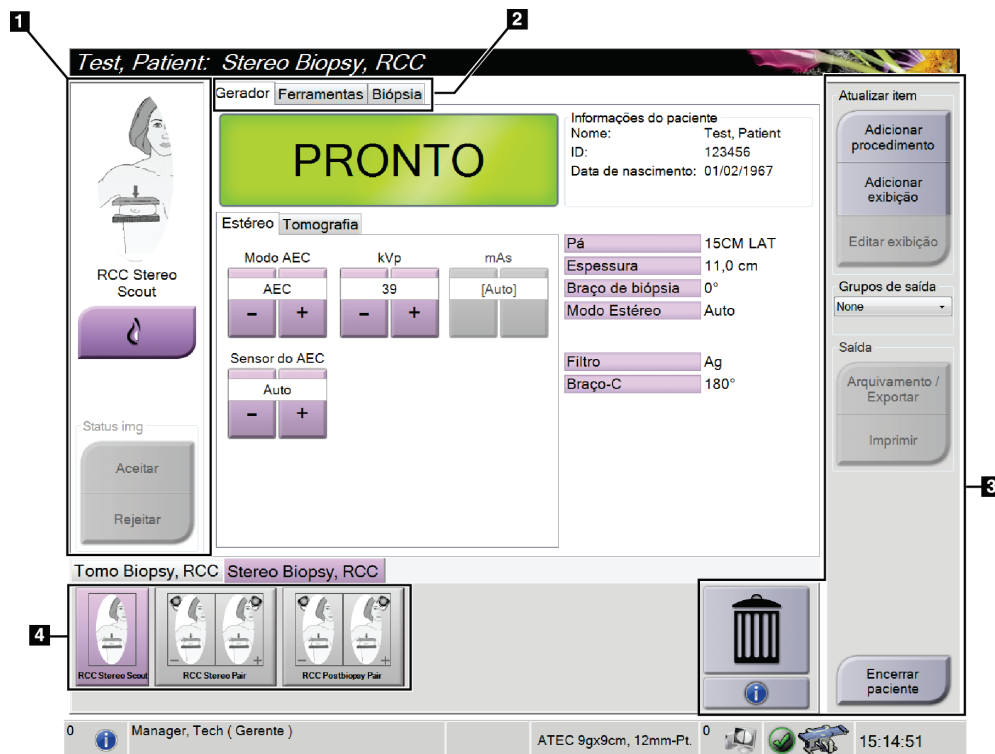 1
2
3
4
Test, Patient: Stereo Biopsy, RCC
RCC Stereo
Scout
Status img
Aceitar
Rejeitar
Gerador Ferramentas Biópsia
PRONTO
Informações do paciente
Nome: Test, Patient
ID: 123456
Data de nascimento: 01/02/1967
Estéreo Tomografia
Modo AEC kVp mAs
AEC 39 [Auto]
- + - +
Sensor do AEC
Auto
- +
Pá 15CM LAT
Espessura 11,0 cm
Braço de biópsia 0°
Modo Estéreo Auto
Filtro Ag
Braço-C 180°
Atualizar item
Adicionar
procedimento
Adicionar
exibição
Editar exibição
Grupos de saída
None
Saída
Arquivamento /
Exportar
Imprimir
Encerrar
paciente
Tomo Biopsy, RCC Stereo Biopsy, RCC
- + - +
RCC Stereo Scout RCC Stereo Pair RCC Postbiopsy Pair
i
0 i Manager, Tech ( Gerente ) ATEC 9gx9cm, 12mm-Pt. 0 15:14:51